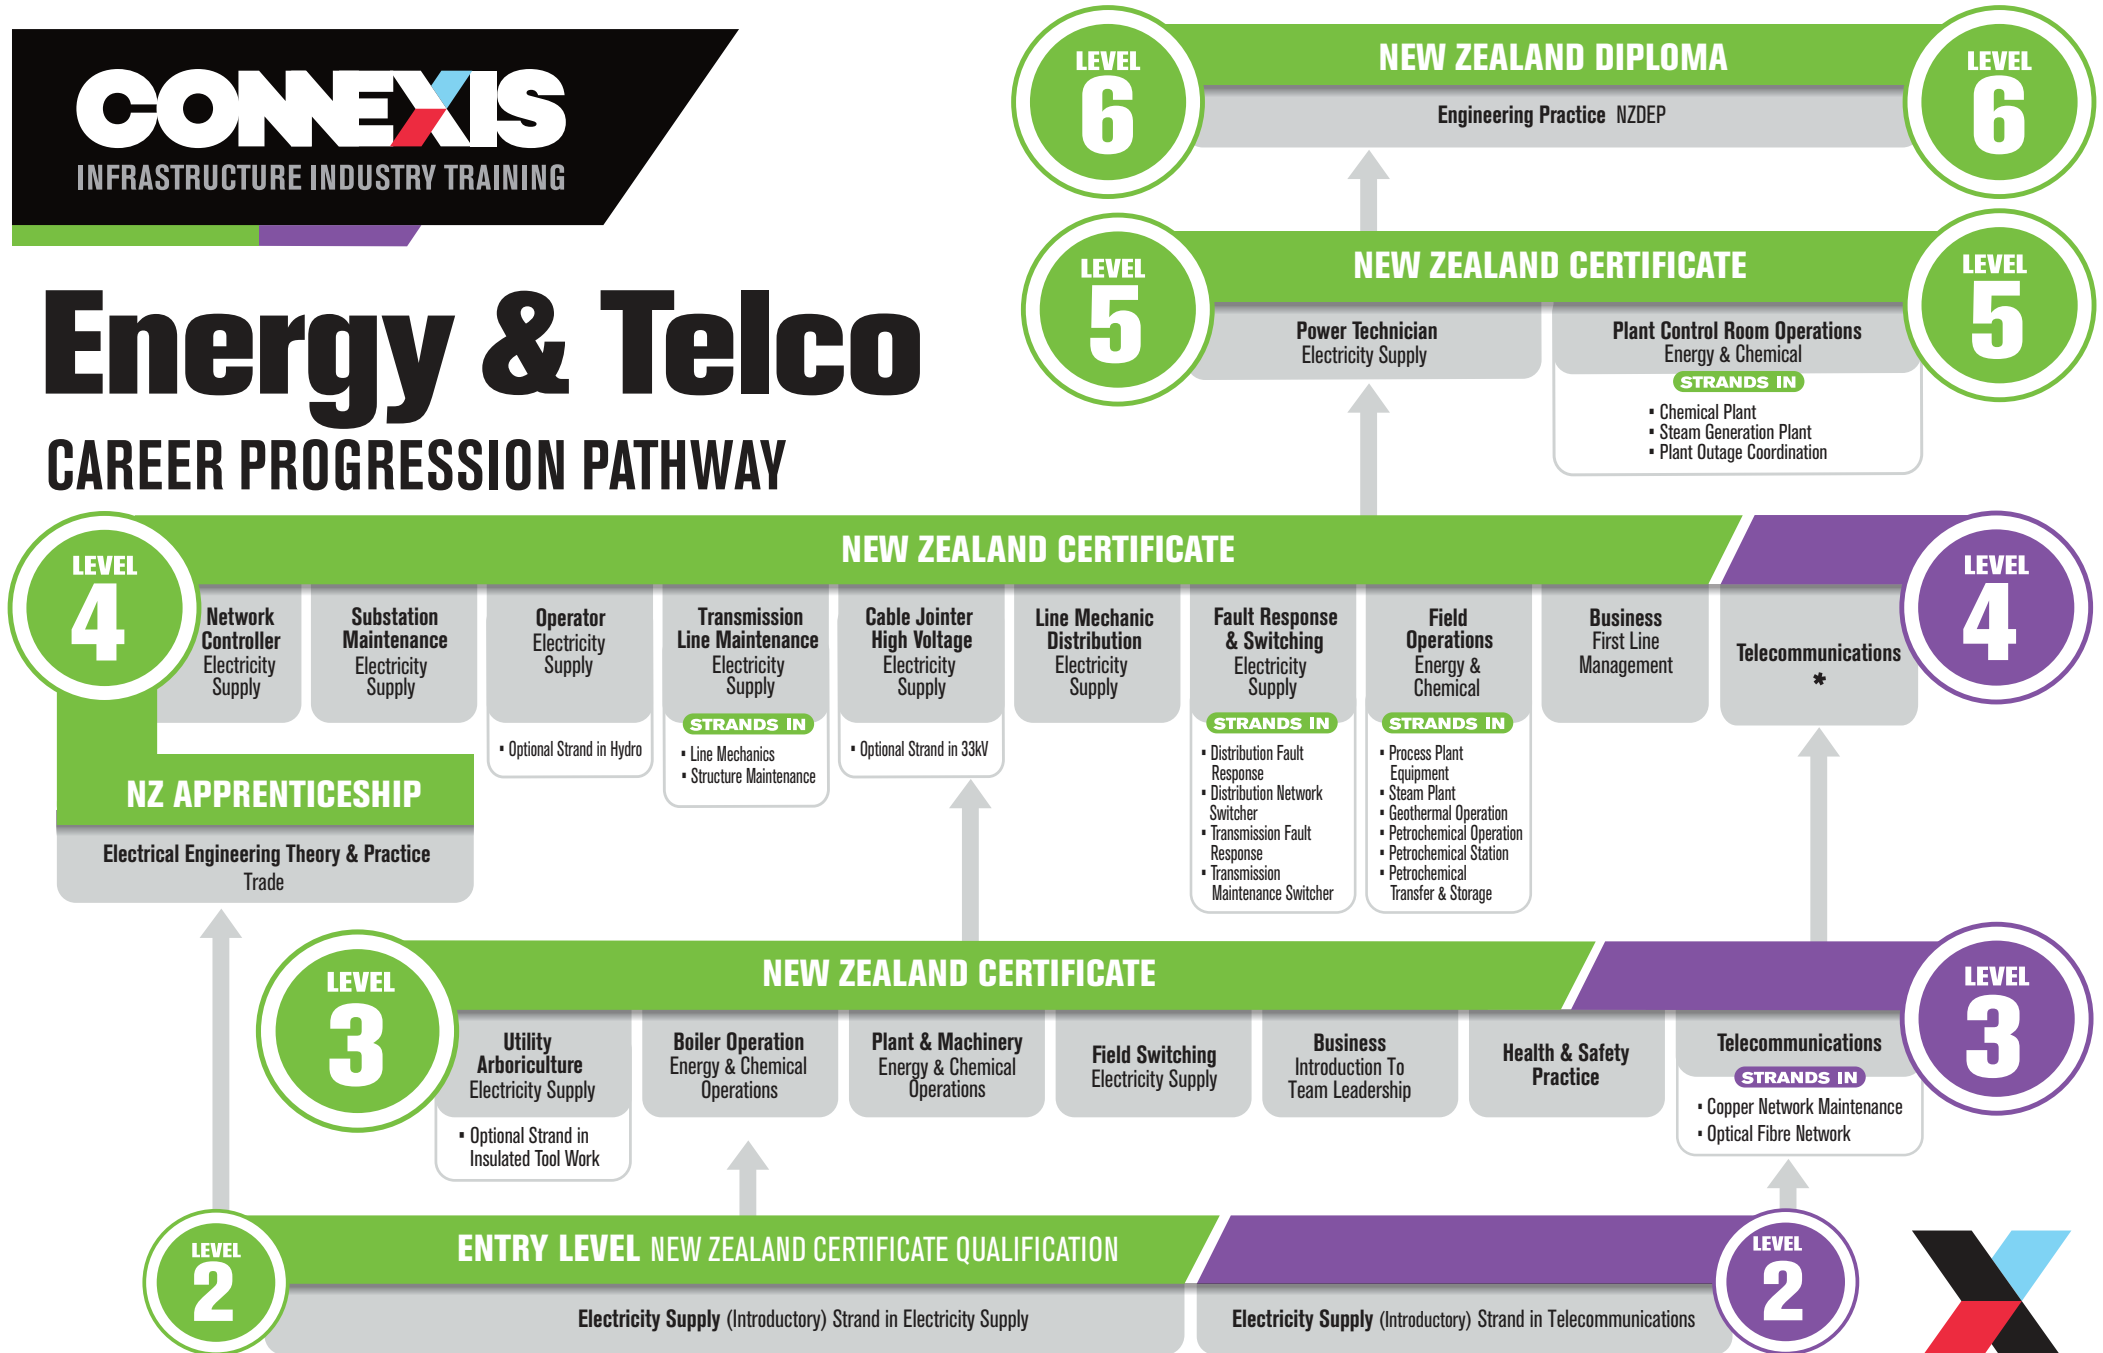 CONNEXIS
INFRASTRUCTURE INDUSTRY TRAINING
Energy & Telco
CAREER PROGRESSION PATHWAY
LEVEL
6
NEW ZEALAND DIPLOMA
Engineering Practice NZDEP
LEVEL
6
LEVEL
5
NEW ZEALAND CERTIFICATE
Power Technician
Electricity Supply
Plant Control Room Operations
Energy & Chemical
STRANDS IN
▪ Chemical Plant
▪ Steam Generation Plant
▪ Plant Outage Coordination
LEVEL
5
LEVEL
4
NEW ZEALAND CERTIFICATE
Network
Controller
Electricity
Supply
Substation
Maintenance
Electricity
Supply
Operator
Electricity
Supply
▪ Optional Strand in Hydro
Transmission
Line Maintenance
Electricity
Supply
STRANDS IN
▪ Line Mechanics
▪ Structure Maintenance
Cable Jointer
High Voltage
Electricity
Supply
▪ Optional Strand in 33kV
Line Mechanic
Distribution
Electricity
Supply
Fault Response
& Switching
Electricity
Supply
STRANDS IN
▪ Distribution Fault
Response
▪ Distribution Network
Switcher
▪ Transmission Fault
Response
▪ Transmission
Maintenance Switcher
Field
Operations
Energy &
Chemical
STRANDS IN
▪ Process Plant
Equipment
▪ Steam Plant
▪ Geothermal Operation
▪ Petrochemical Operation
▪ Petrochemical Station
▪ Petrochemical
Transfer & Storage
Business
First Line
Management
Telecommunications
*
LEVEL
4
NZ APPRENTICESHIP
Electrical Engineering Theory & Practice
Trade
LEVEL
3
NEW ZEALAND CERTIFICATE
Utility
Arboriculture
Electricity Supply
▪ Optional Strand in
Insulated Tool Work
Boiler Operation
Energy & Chemical
Operations
Plant & Machinery
Energy & Chemical
Operations
Field Switching
Electricity Supply
Business
Introduction To
Team Leadership
Health & Safety
Practice
Telecommunications
STRANDS IN
▪ Copper Network Maintenance
▪ Optical Fibre Network
LEVEL
3
LEVEL
2
ENTRY LEVEL NEW ZEALAND CERTIFICATE QUALIFICATION
Electricity Supply (Introductory) Strand in Electricity Supply
Electricity Supply (Introductory) Strand in Telecommunications
LEVEL
2